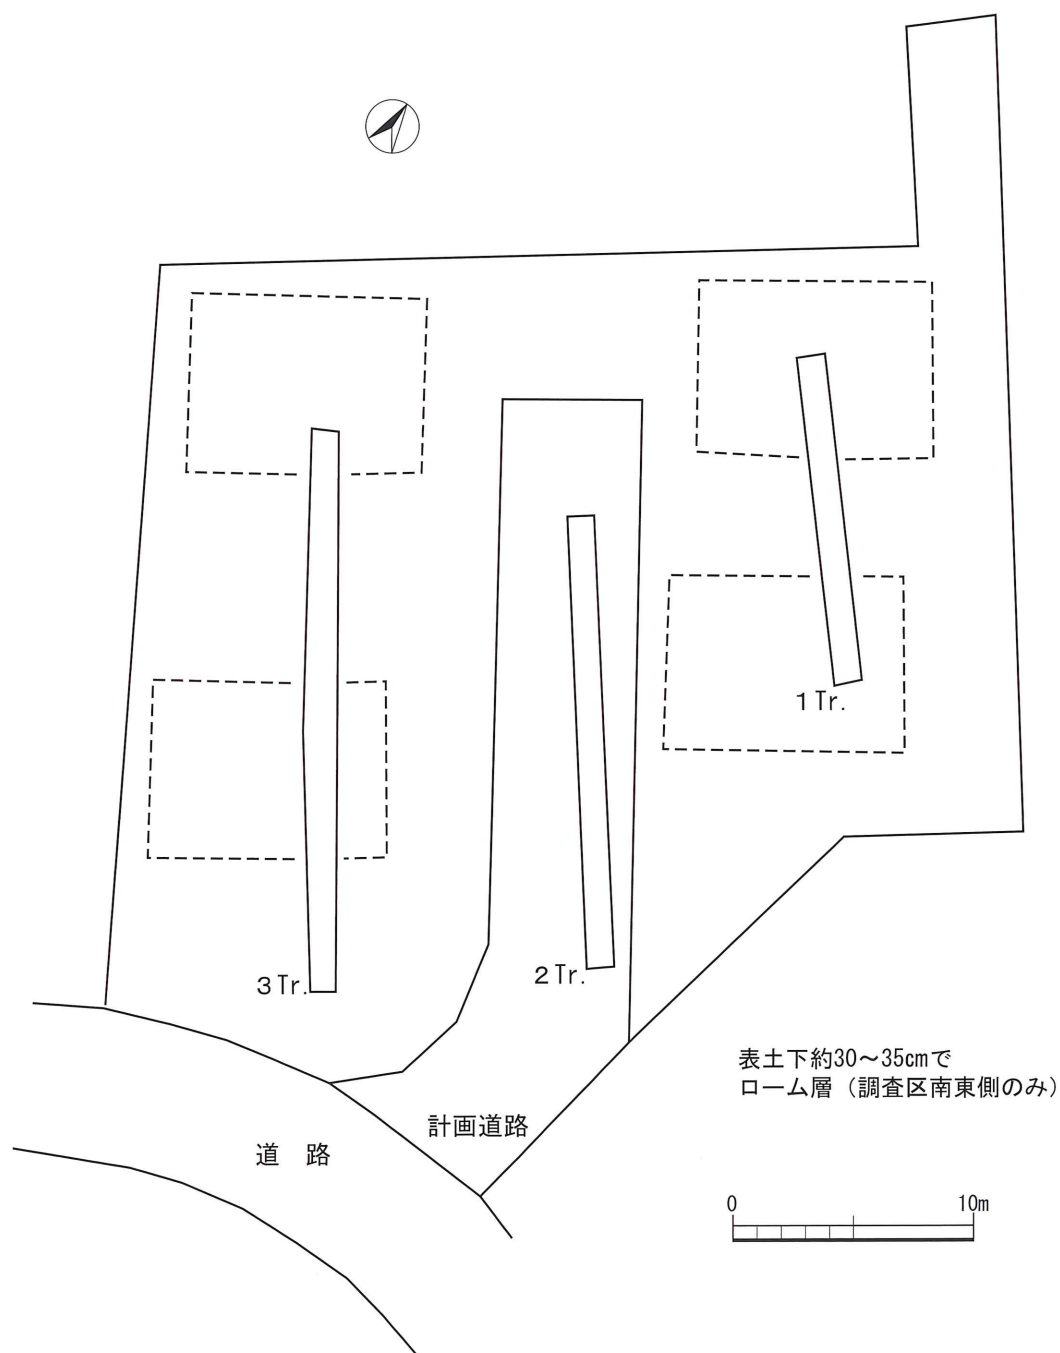 1Tr.
3Tr.
2Tr.
表土下約30～35cmで
ローム層（調査区南東側のみ）
計画道路
道　路
0
10m